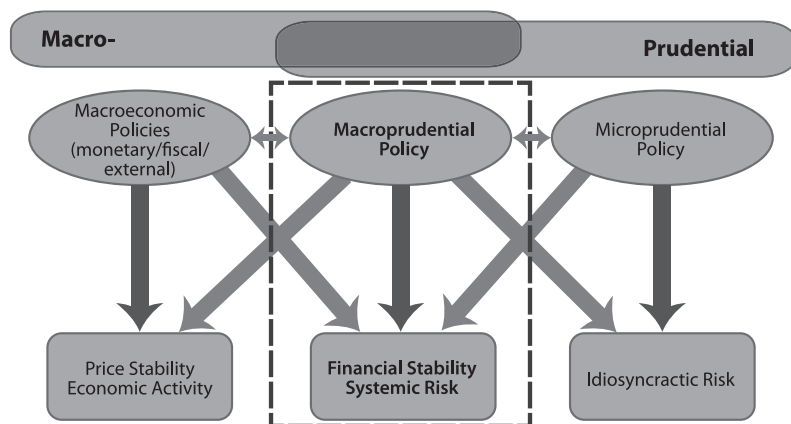 Macro-
Prudential
Macroeconomic
Policies
(monetary/fiscal/
external)
Macroprudential
Policy
Microprudential
Policy
Price Stability
Economic Activity
Financial Stability
Systemic Risk
Idiosyncractic Risk